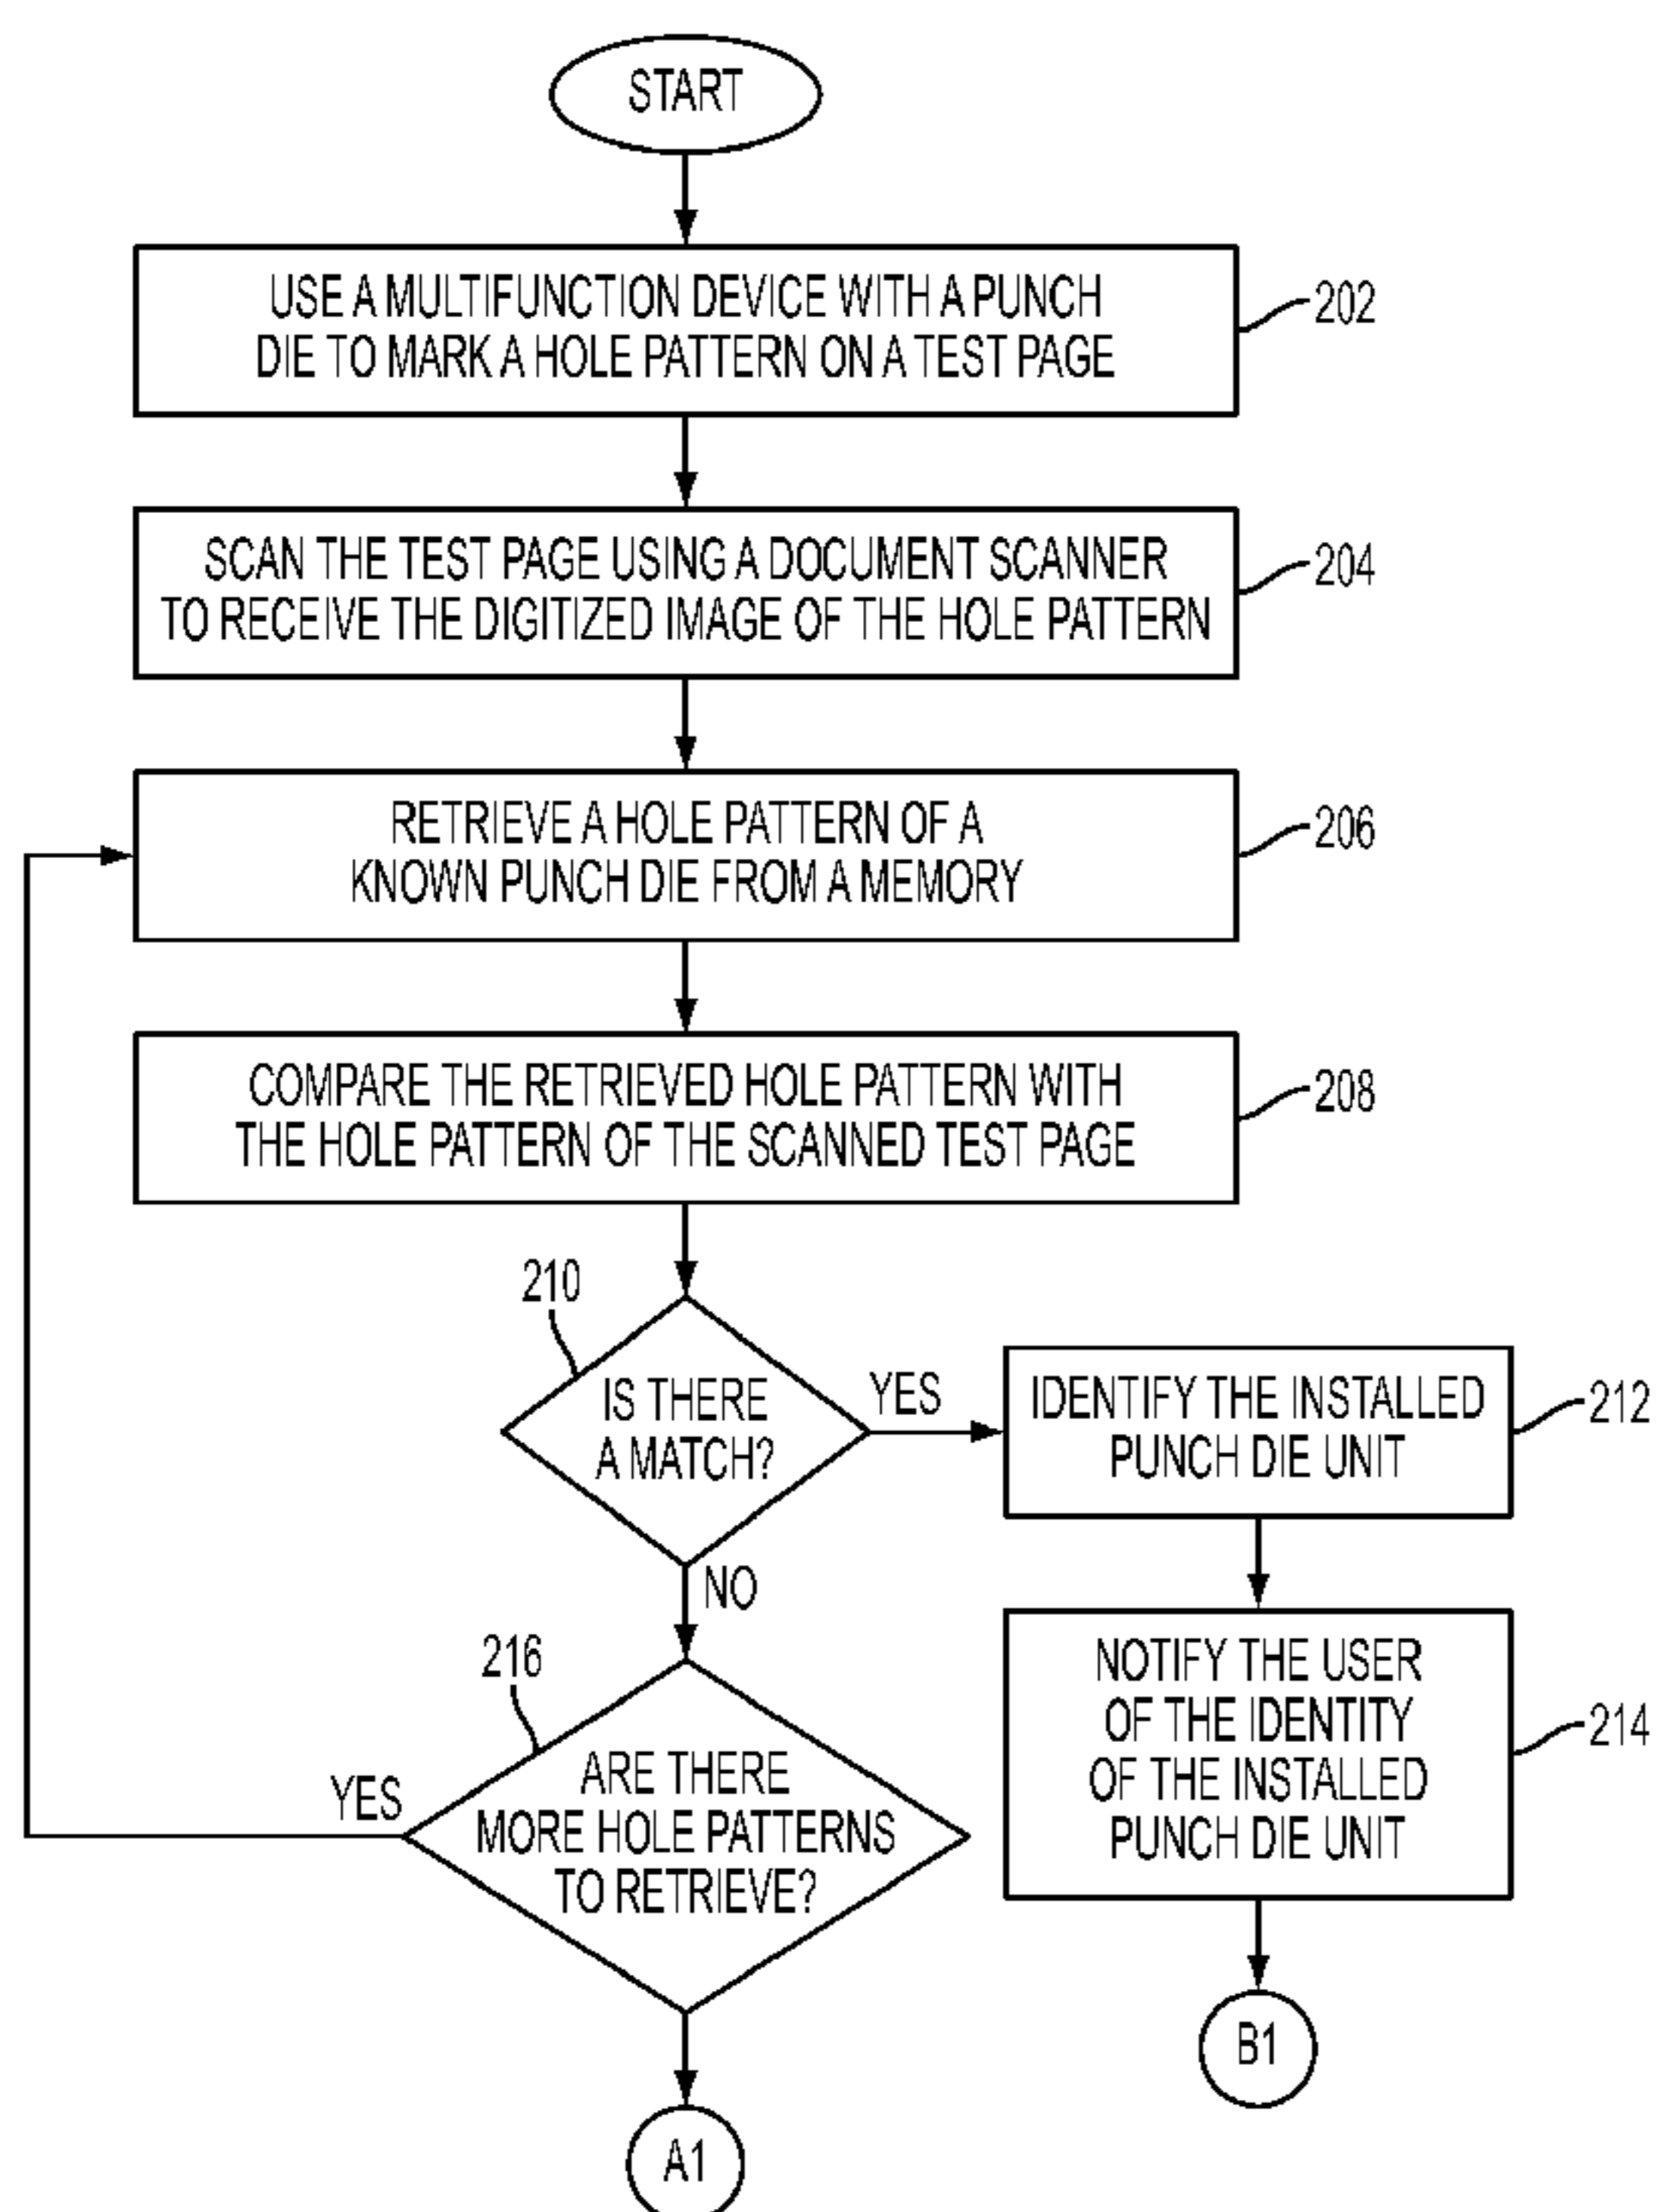 START
USE A MULTIFUNCTION DEVICE WITH A PUNCH
DIE TO MARK A HOLE PATTERN ON A TEST PAGE
202
SCAN THE TEST PAGE USING A DOCUMENT SCANNER
TO RECEIVE THE DIGITIZED IMAGE OF THE HOLE PATTERN
204
RETRIEVE A HOLE PATTERN OF A
KNOWN PUNCH DIE FROM A MEMORY
206
COMPARE THE RETRIEVED HOLE PATTERN WITH
THE HOLE PATTERN OF THE SCANNED TEST PAGE
208
210
IS THERE
A MATCH?
YES
IDENTIFY THE INSTALLED
PUNCH DIE UNIT
212
NO
NOTIFY THE USER
OF THE IDENTITY
OF THE INSTALLED
PUNCH DIE UNIT
214
216
ARE THERE
MORE HOLE PATTERNS
TO RETRIEVE?
YES
B1
A1